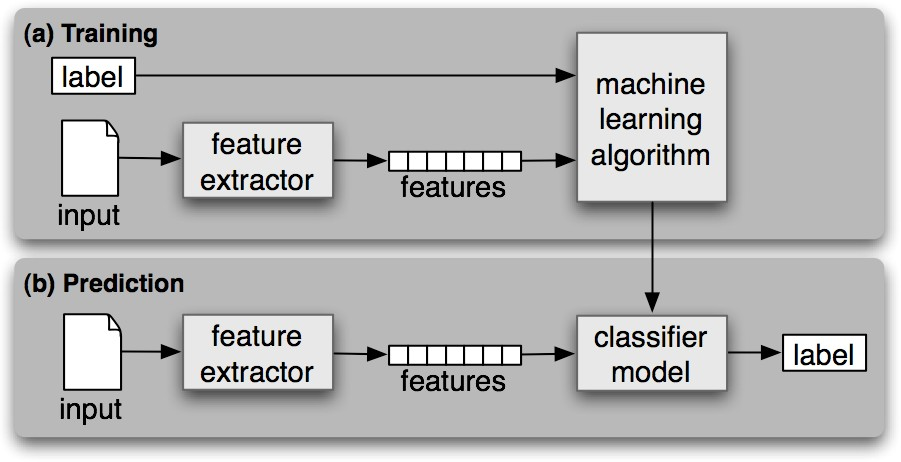 (a) Training
label
machine
learning
algorithm
feature
extractor
features
input
(b) Prediction
feature
extractor
features
input
classifier
model
label